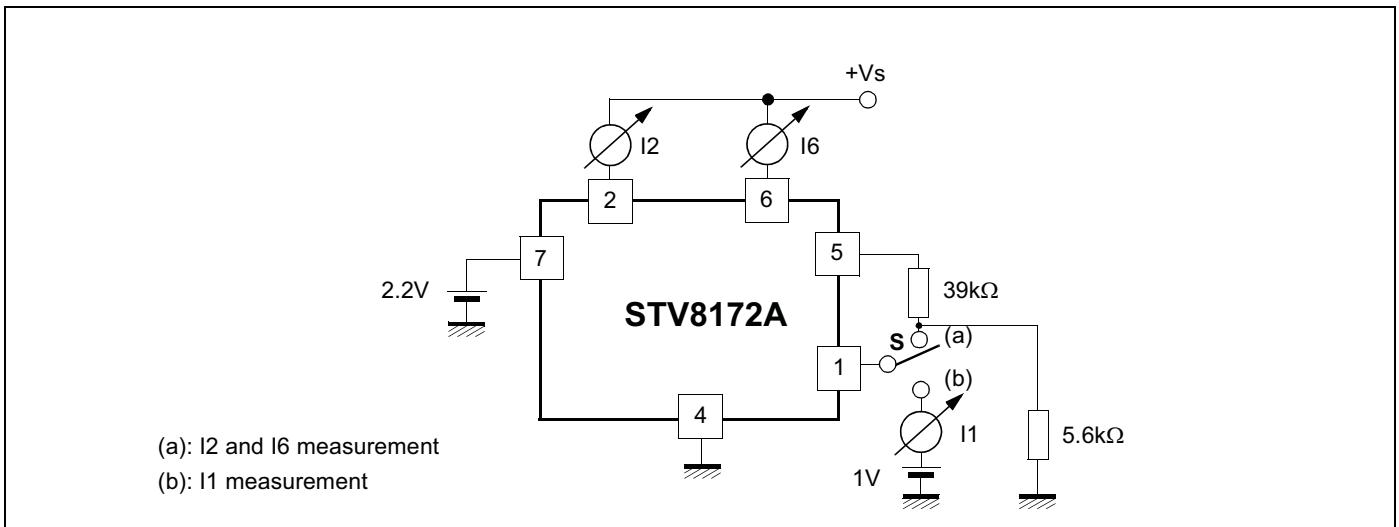 +Vs
I2
I6
2
6
7
5
2.2V
39kΩ
STV8172A
S
(a)
1
(b)
4
I1
5.6kΩ
(a): I2 and I6 measurement
(b): I1 measurement
1V